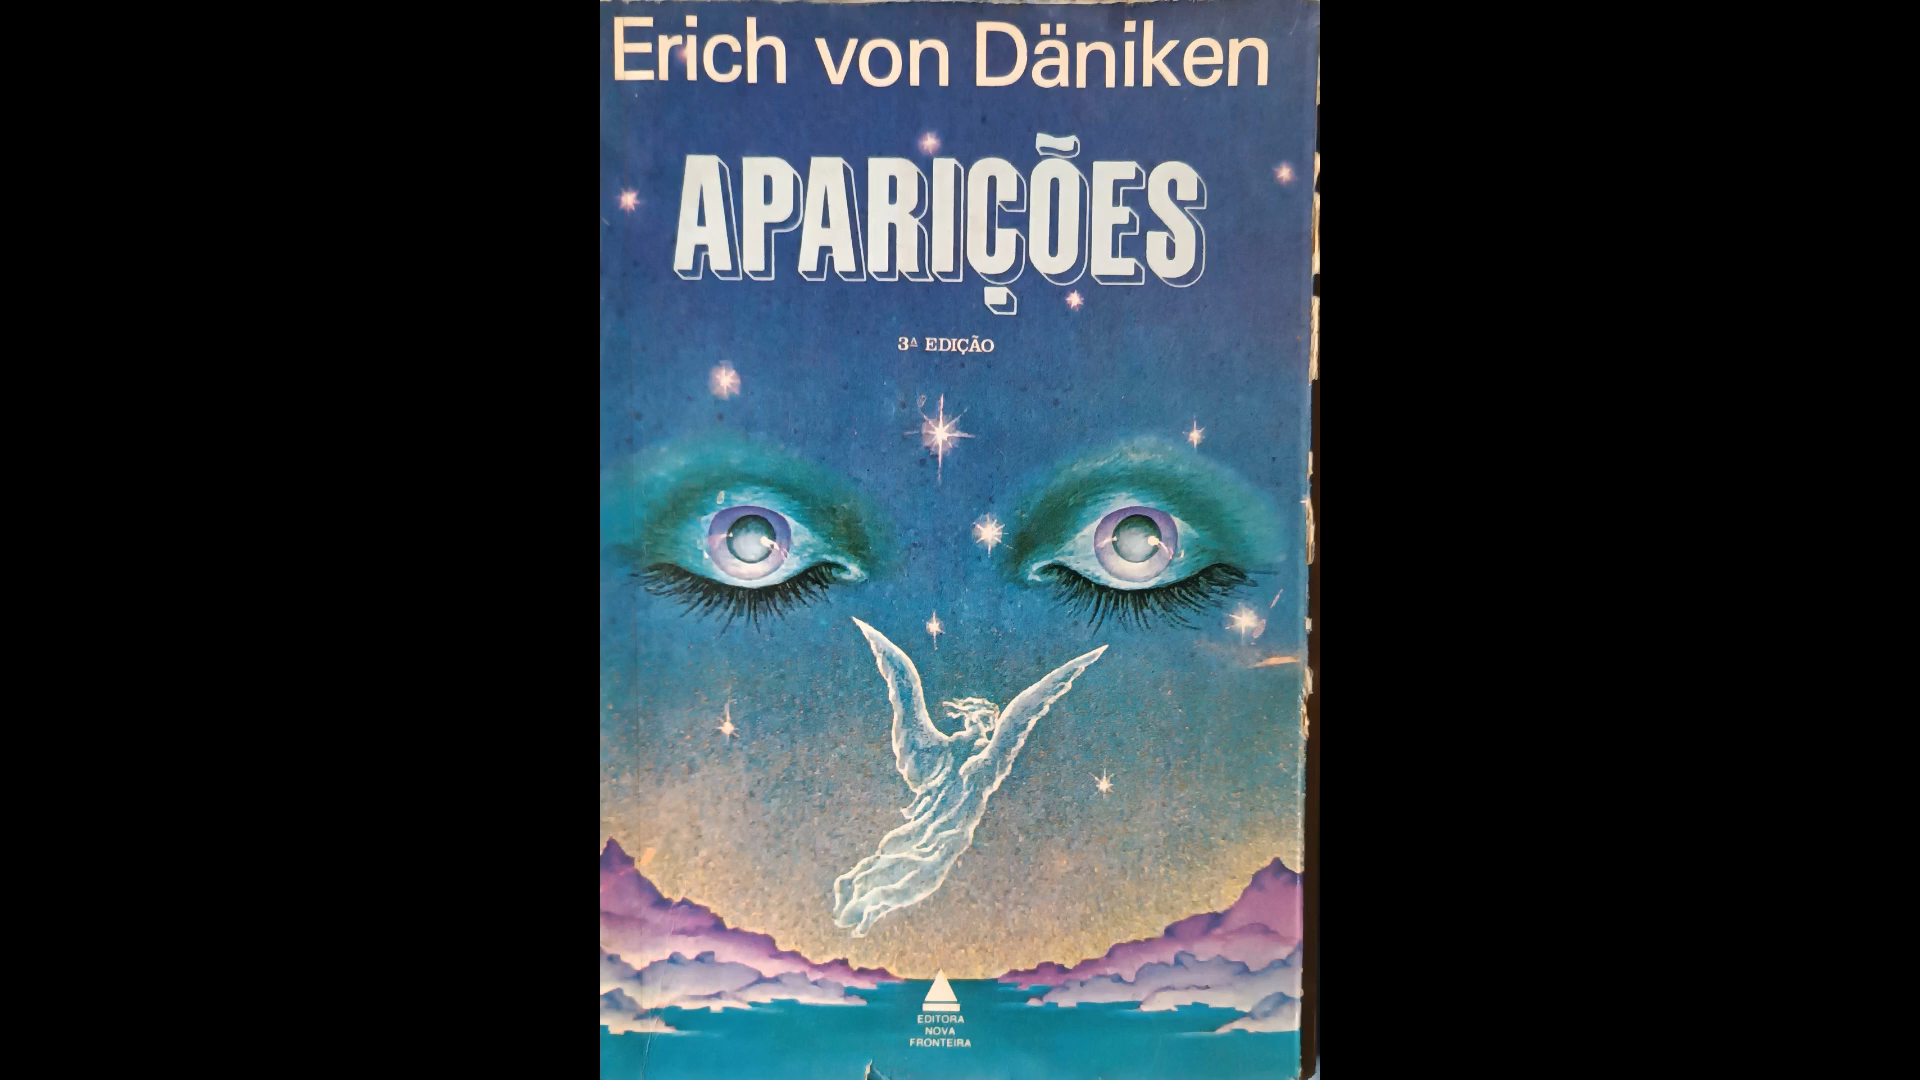 Erich von Däniken
APARIÇÕES
3ª EDIÇÃO
EDITORA
NOVA
FRONTEIRA